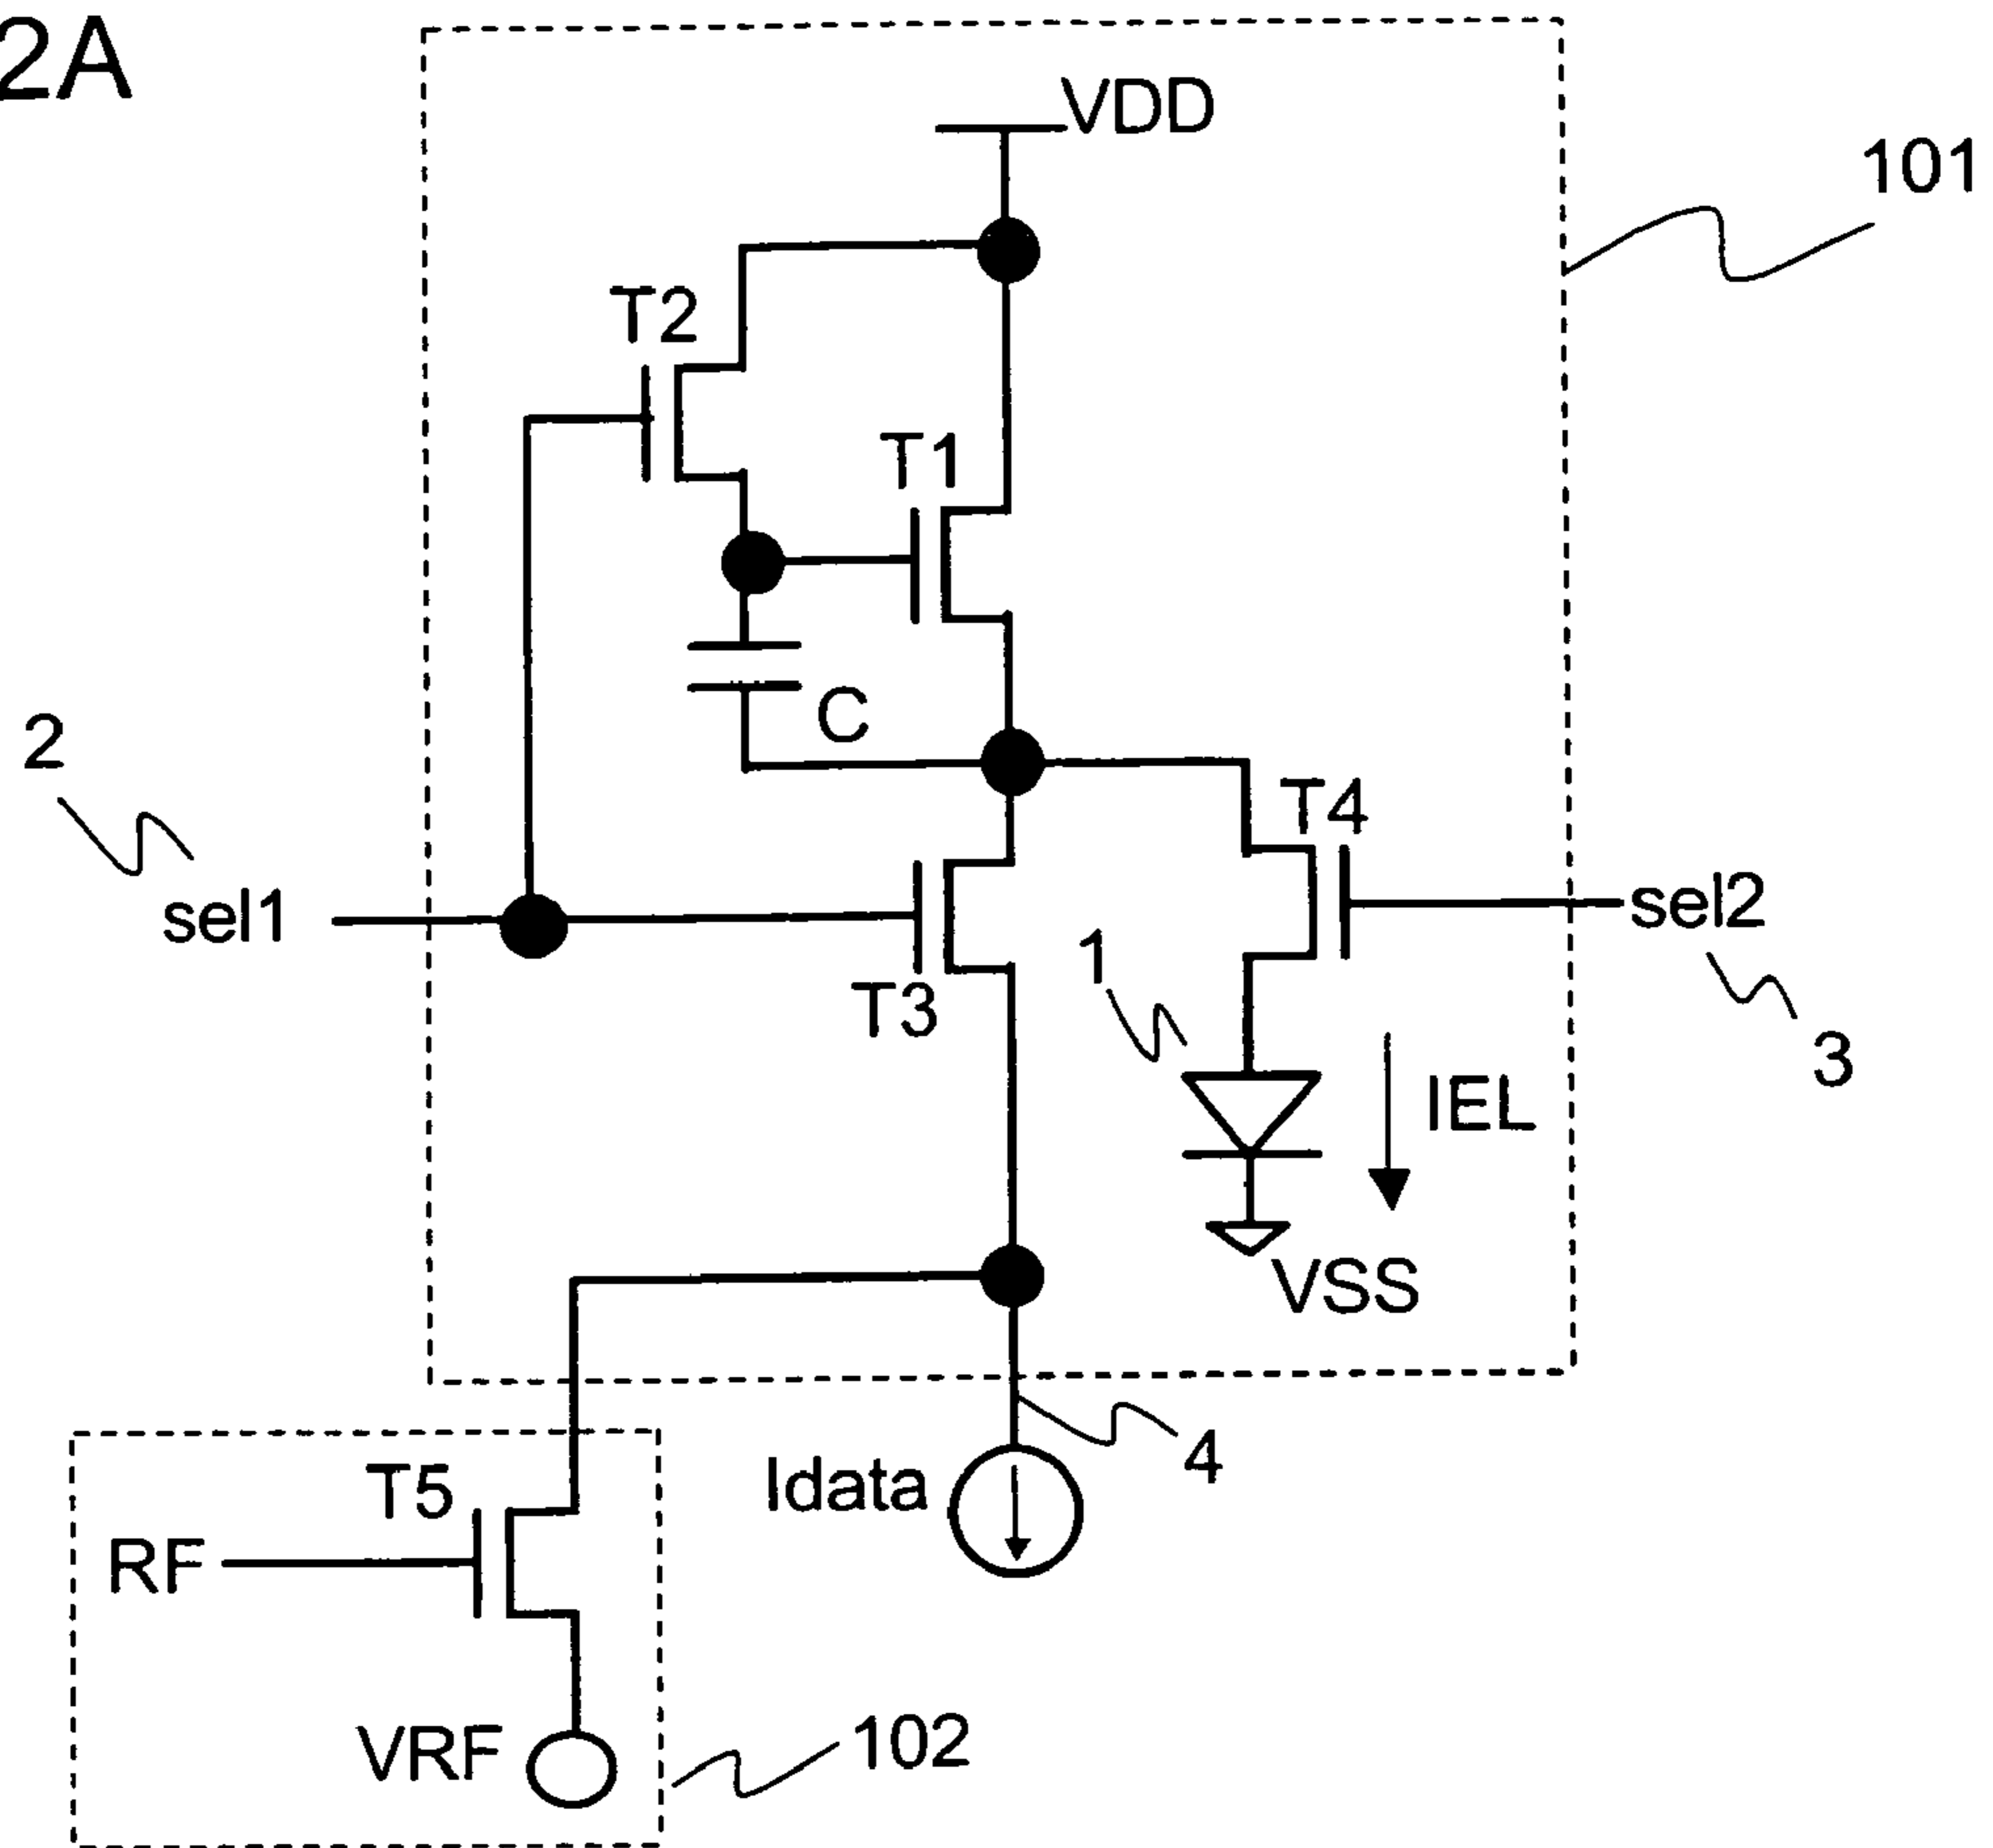 2A
VDD
101
T2
T1
C
2
T4
sel1
sel2
1
T3
3
IEL
VSS
4
Idata
T5
RF
102
VRF